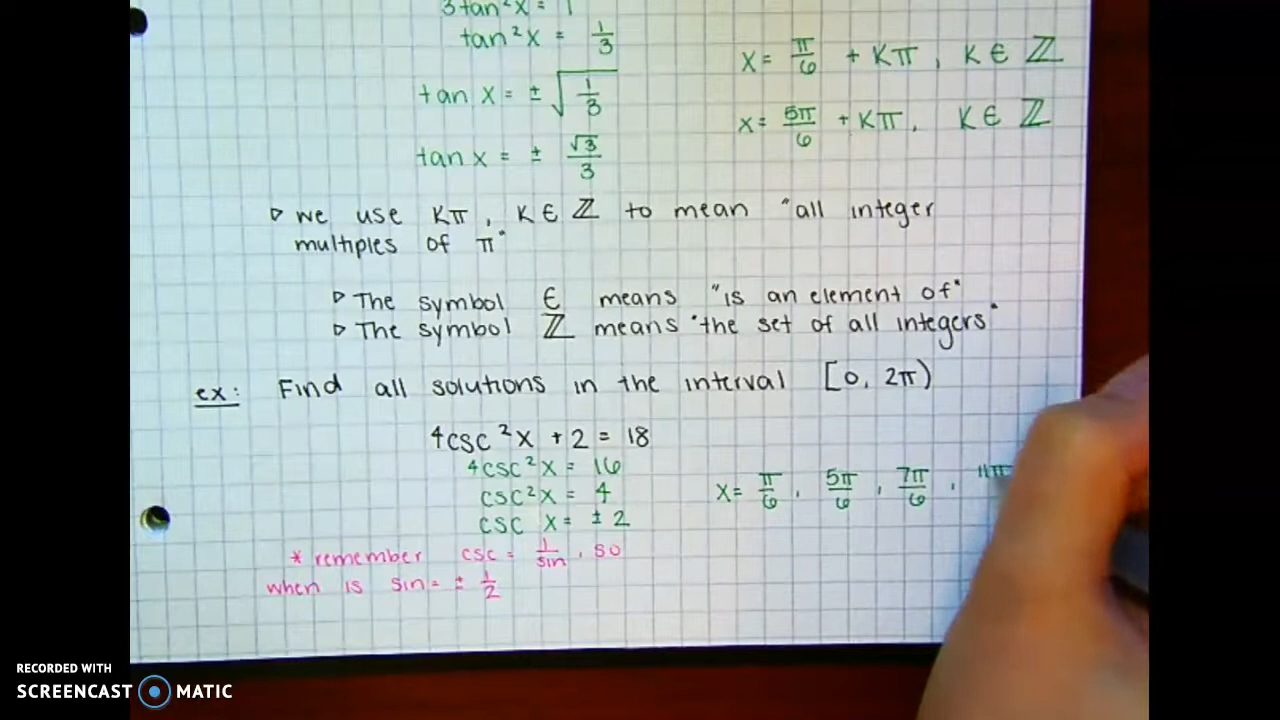 3tan²x = 1
tan²x = 1/3
tan x = ± √(1/3)
tan x = ± √3/3
x = π/6 + Kπ, K ∈ ℤ
x = 5π/6 + Kπ, K ∈ ℤ
▷ we use Kπ, K ∈ ℤ to mean "all integer
multiples of π"
▷ The symbol ∈ means "is an element of"
▷ The symbol ℤ means "the set of all integers"
ex: Find all solutions in the interval [0, 2π)
4csc²x + 2 = 18
4csc²x = 16
csc²x = 4
csc x = ± 2
* remember csc = 1/sin, so
when is sin = ± 1/2
x = π/6, 5π/6, 7π/6, 11π
RECORDED WITH
SCREENCAST MATIC